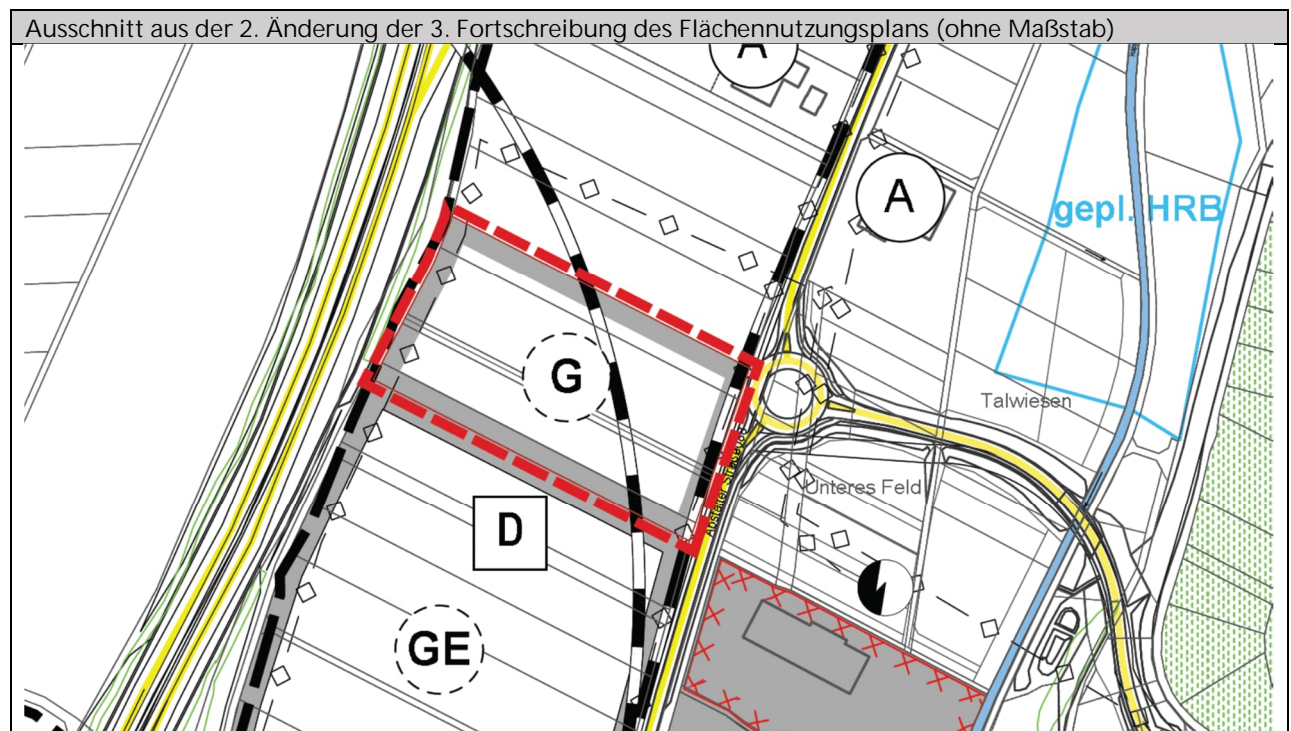 Ausschnitt aus der 2. Änderung der 3. Fortschreibung des Flächennutzungsplans (ohne Maßstab)
A
A
gepl. HRB
G
Talwiesen
Unteres Feld
D
GE